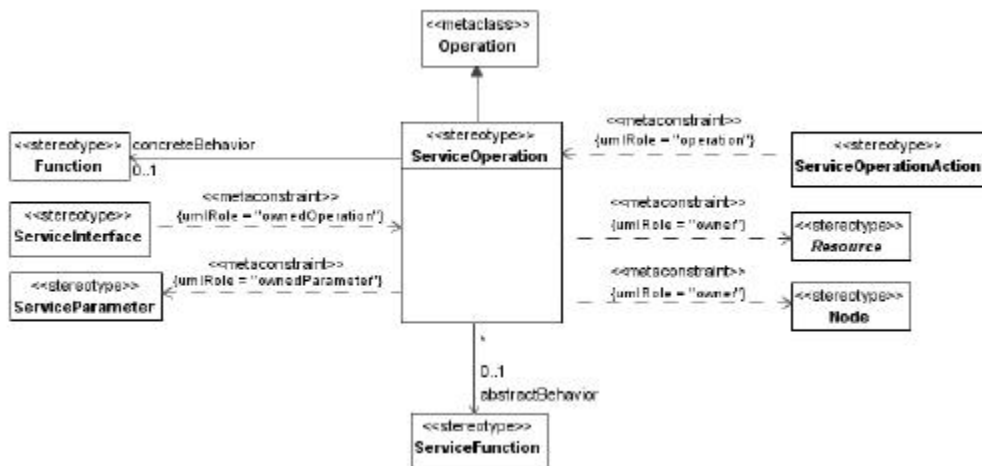 <<metaclass>>
Operation
<<stereotype>>
Function
concreteBehavior
0..1
<<stereotype>>
ServiceOperation
<<metaconstraint>>
{umlRole = "operation"}
<<stereotype>>
ServiceOperationAction
<<metaconstraint>>
{umlRole = "ownedOperation"}
<<stereotype>>
ServiceInterface
<<metaconstraint>>
{umlRole = "owner"}
<<stereotype>>
Resource
<<metaconstraint>>
{umlRole = "ownedParameter"}
<<stereotype>>
ServiceParameter
<<metaconstraint>>
{umlRole = "owner"}
<<stereotype>>
Node
*
0..1
abstractBehavior
<<stereotype>>
ServiceFunction